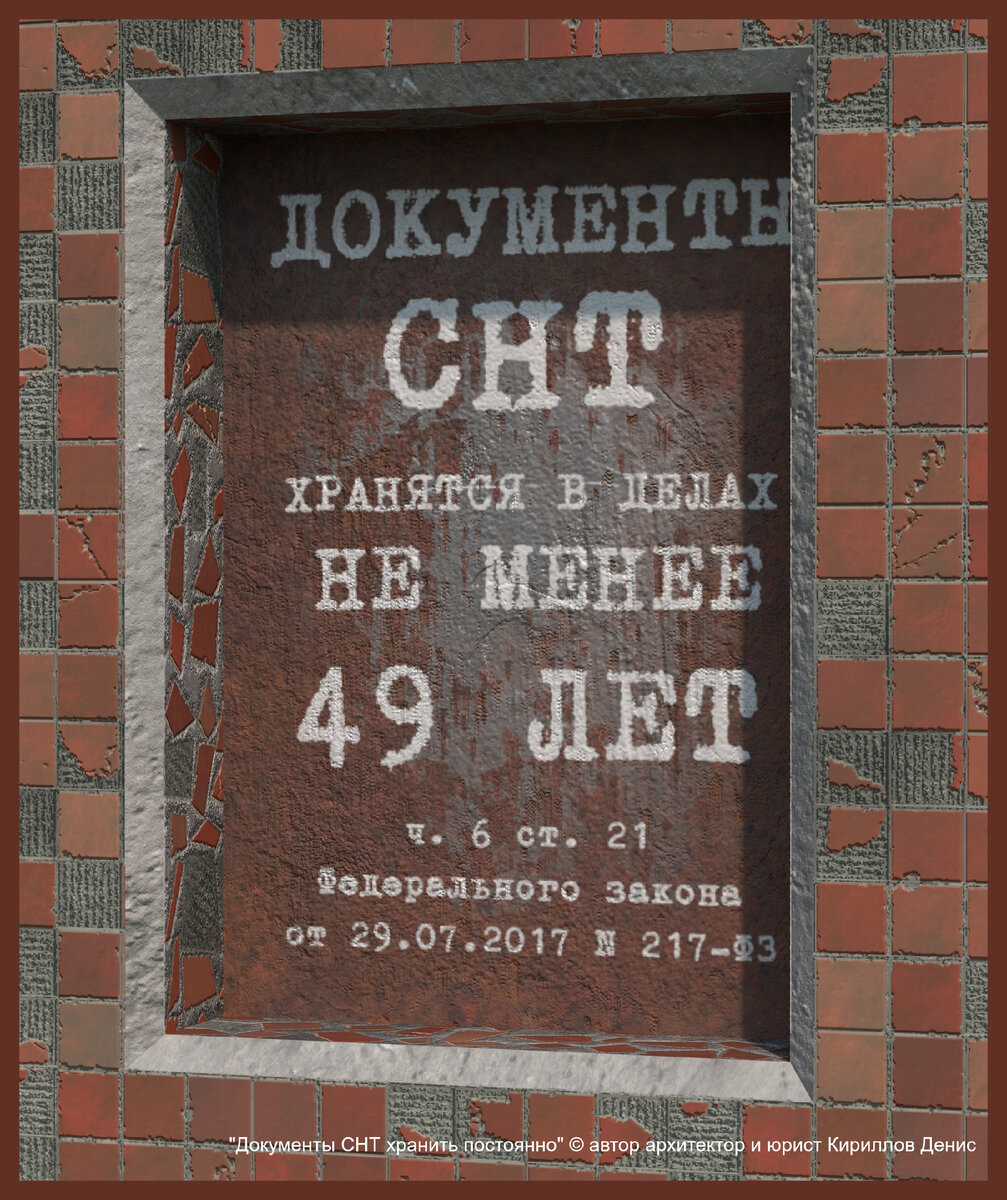 ДОКУМЕНТЫ
СНТ
ХРАНЯТСЯ В ДЕЛАХ
НЕ МЕНЕЕ
49 ЛЕТ
ч. 6 ст. 21
Федерального закона
от 29.07.2017 N 217-ФЗ
"Документы СНТ хранить постоянно" © автор архитектор и юрист Кириллов Денис